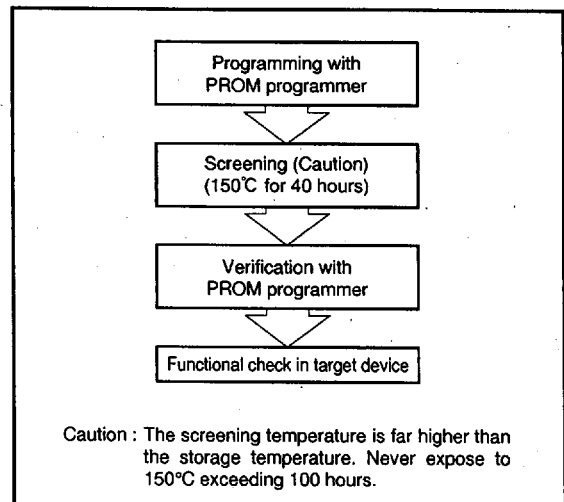 Programming with
PROM programmer
Screening (Caution)
(150℃ for 40 hours)
Verification with
PROM programmer
Functional check in target device
Caution : The screening temperature is far higher than
the storage temperature. Never expose to
150°C exceeding 100 hours.